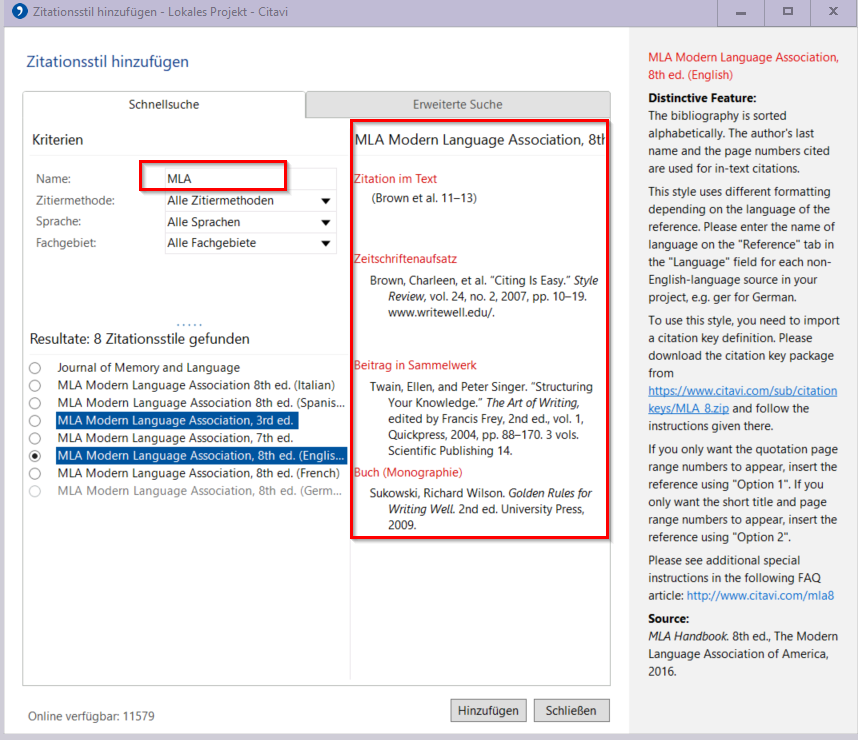 Zitationsstil hinzufügen - Lokales Projekt - Citavi
Zitationsstil hinzufügen
Schnellsuche
Erweiterte Suche
Kriterien
Name:
MLA
Zitiermethode:
Alle Zitiermethoden
Sprache:
Alle Sprachen
Fachgebiet:
Alle Fachgebiete
Resultate: 8 Zitationsstile gefunden
Journal of Memory and Language
MLA Modern Language Association 8th ed. (Italian)
MLA Modern Language Association 8th ed. (Spanis...
MLA Modern Language Association, 3rd ed.
MLA Modern Language Association, 7th ed.
MLA Modern Language Association, 8th ed. (Englis...
MLA Modern Language Association, 8th ed. (French)
MLA Modern Language Association, 8th ed. (Germ...
MLA Modern Language Association, 8th
Zitation im Text
(Brown et al. 11–13)
Zeitschriftenaufsatz
Brown, Charleen, et al. “Citing Is Easy.” Style
Review, vol. 24, no. 2, 2007, pp. 10–19.
www.writewell.edu/.
Beitrag in Sammelwerk
Twain, Ellen, and Peter Singer. “Structuring
Your Knowledge.” The Art of Writing,
edited by Francis Frey, 2nd ed., vol. 1,
Quickpress, 2004, pp. 88–170. 3 vols.
Scientific Publishing 14.
Buch (Monographie)
Sukowski, Richard Wilson. Golden Rules for
Writing Well. 2nd ed. University Press,
2009.
Online verfügbar: 11579
Hinzufügen
Schließen
MLA Modern Language Association,
8th ed. (English)
Distinctive Feature:
The bibliography is sorted
alphabetically. The author's last
name and the page numbers cited
are used for in-text citations.
This style uses different formatting
depending on the language of the
reference. Please enter the name of
language on the "Reference" tab in
the "Language" field for each non-
English-language source in your
project, e.g. ger for German.
To use this style, you need to import
a citation key definition. Please
download the citation key package
from
https://www.citavi.com/sub/citation
keys/MLA_8.zip and follow the
instructions given there.
If you only want the quotation page
range numbers to appear, insert the
reference using "Option 1". If you
only want the short title and page
range numbers to appear, insert the
reference using "Option 2".
Please see additional special
instructions in the following FAQ
article: http://www.citavi.com/mla8
Source:
MLA Handbook. 8th ed., The Modern
Language Association of America,
2016.